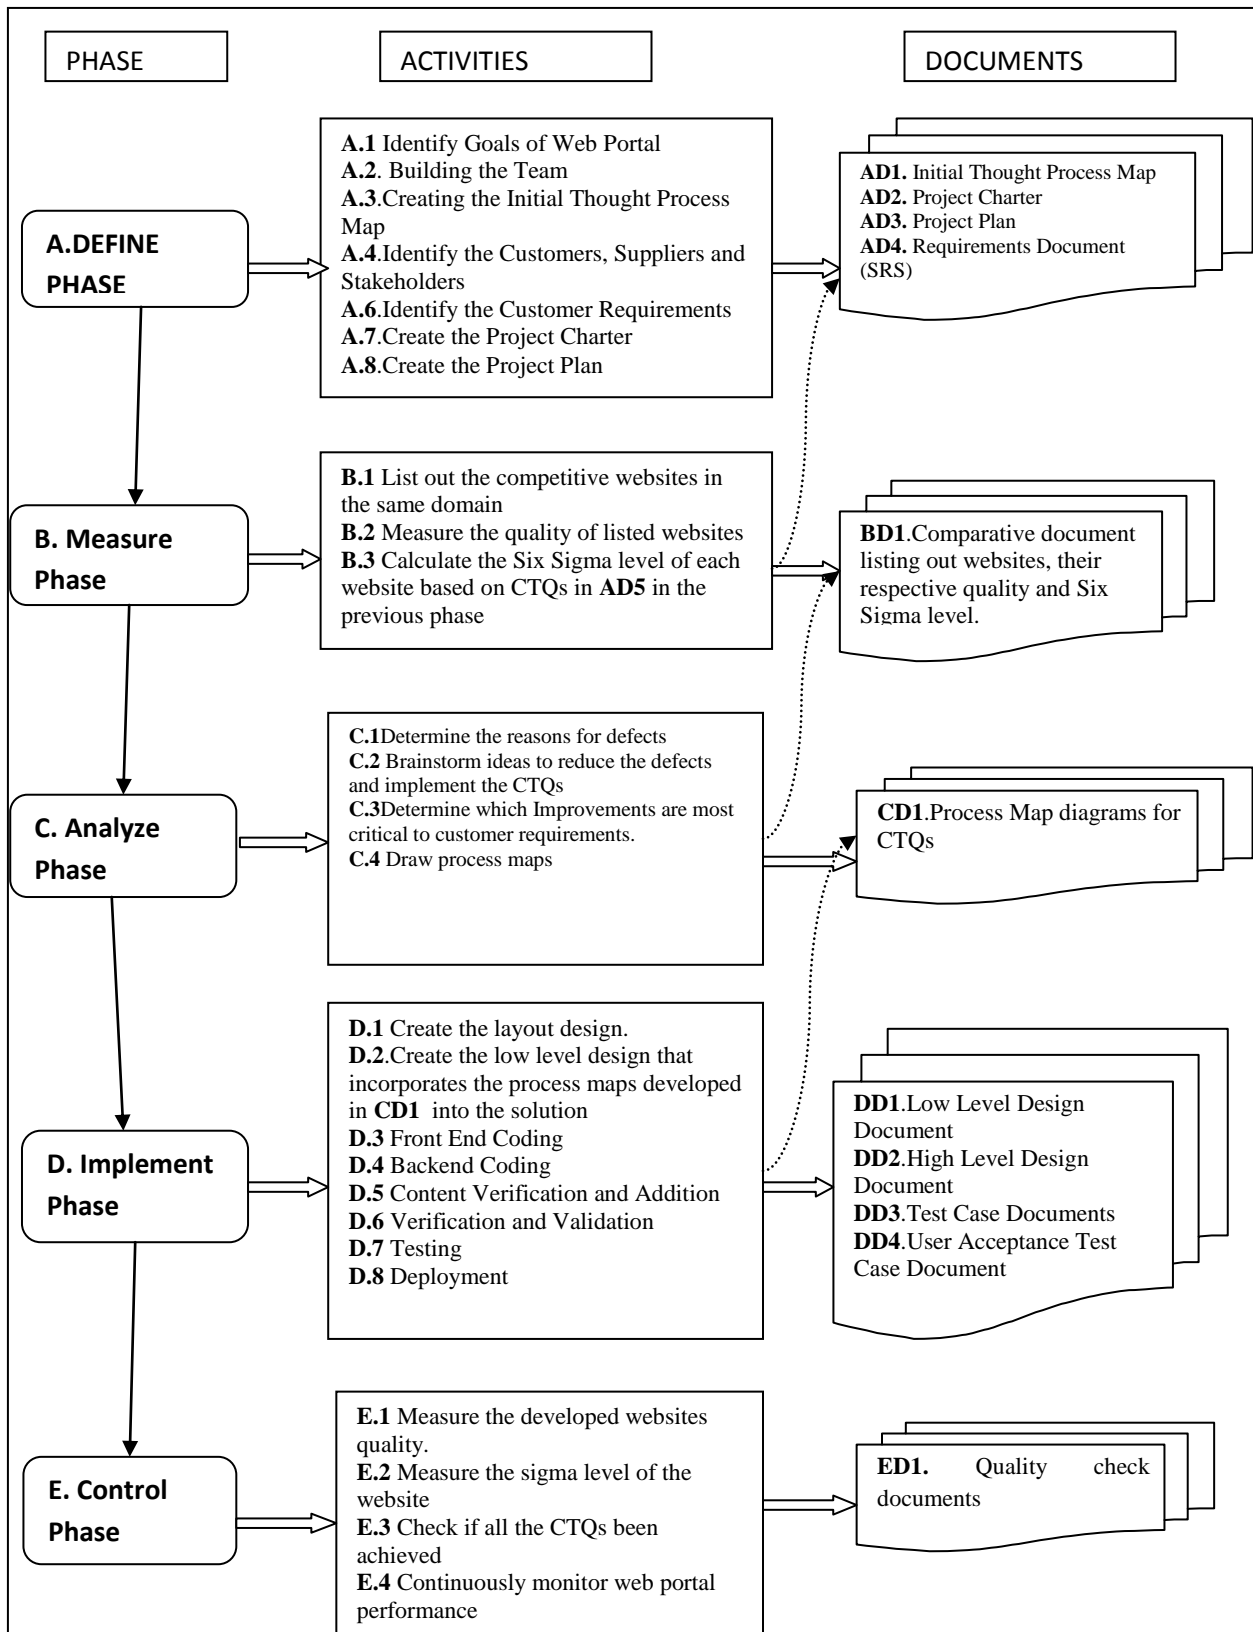 PHASE
ACTIVITIES
DOCUMENTS
A.DEFINE
PHASE
A.1 Identify Goals of Web Portal
A.2. Building the Team
A.3.Creating the Initial Thought Process
Map
A.4.Identify the Customers, Suppliers and
Stakeholders
A.6.Identify the Customer Requirements
A.7.Create the Project Charter
A.8.Create the Project Plan
AD1. Initial Thought Process Map
AD2. Project Charter
AD3. Project Plan
AD4. Requirements Document
(SRS)
B. Measure
Phase
B.1 List out the competitive websites in
the same domain
B.2 Measure the quality of listed websites
B.3 Calculate the Six Sigma level of each
website based on CTQs in AD5 in the
previous phase
BD1.Comparative document
listing out websites, their
respective quality and Six
Sigma level.
C. Analyze
Phase
C.1Determine the reasons for defects
C.2 Brainstorm ideas to reduce the defects
and implement the CTQs
C.3Determine which Improvements are most
critical to customer requirements.
C.4 Draw process maps
CD1.Process Map diagrams for
CTQs
D. Implement
Phase
D.1 Create the layout design.
D.2.Create the low level design that
incorporates the process maps developed
in CD1 into the solution
D.3 Front End Coding
D.4 Backend Coding
D.5 Content Verification and Addition
D.6 Verification and Validation
D.7 Testing
D.8 Deployment
DD1.Low Level Design
Document
DD2.High Level Design
Document
DD3.Test Case Documents
DD4.User Acceptance Test
Case Document
E. Control
Phase
E.1 Measure the developed websites
quality.
E.2 Measure the sigma level of the
website
E.3 Check if all the CTQs been
achieved
E.4 Continuously monitor web portal
performance
ED1. Quality check
documents